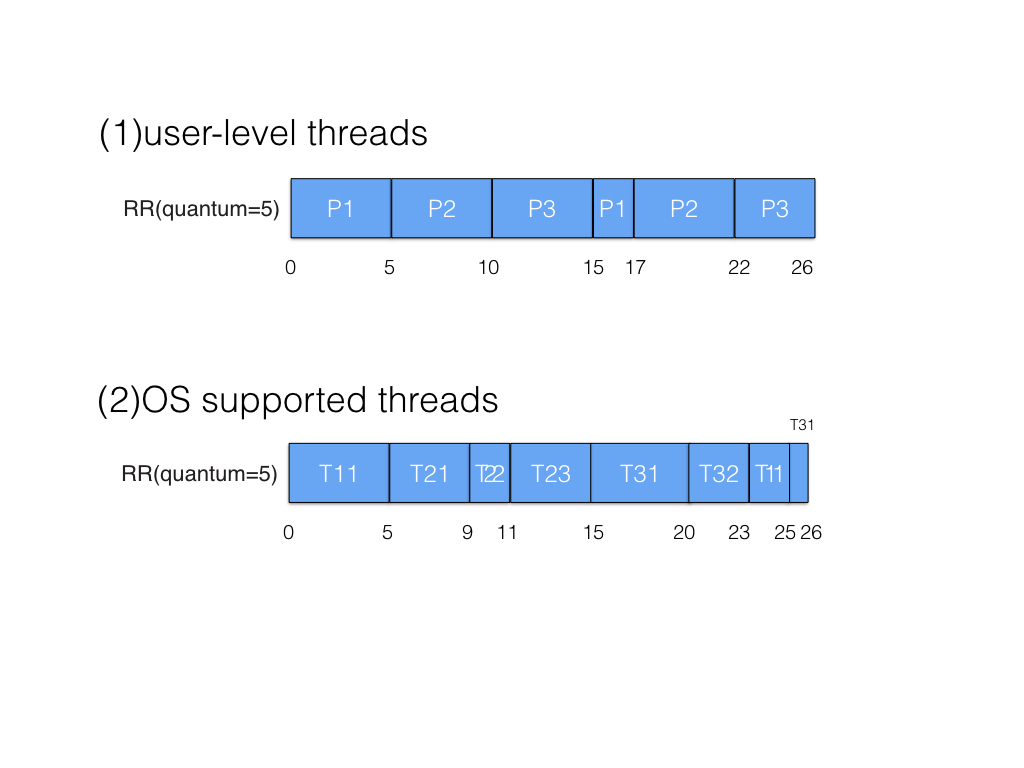 (1)user-level threads
RR(quantum=5) P1 P2 P3 P1 P2 P3
0 5 10 15 17 22 26
(2)OS supported threads
T31
RR(quantum=5) T11 T21 T22 T23 T31 T32 T11
0 5 9 11 15 20 23 25 26